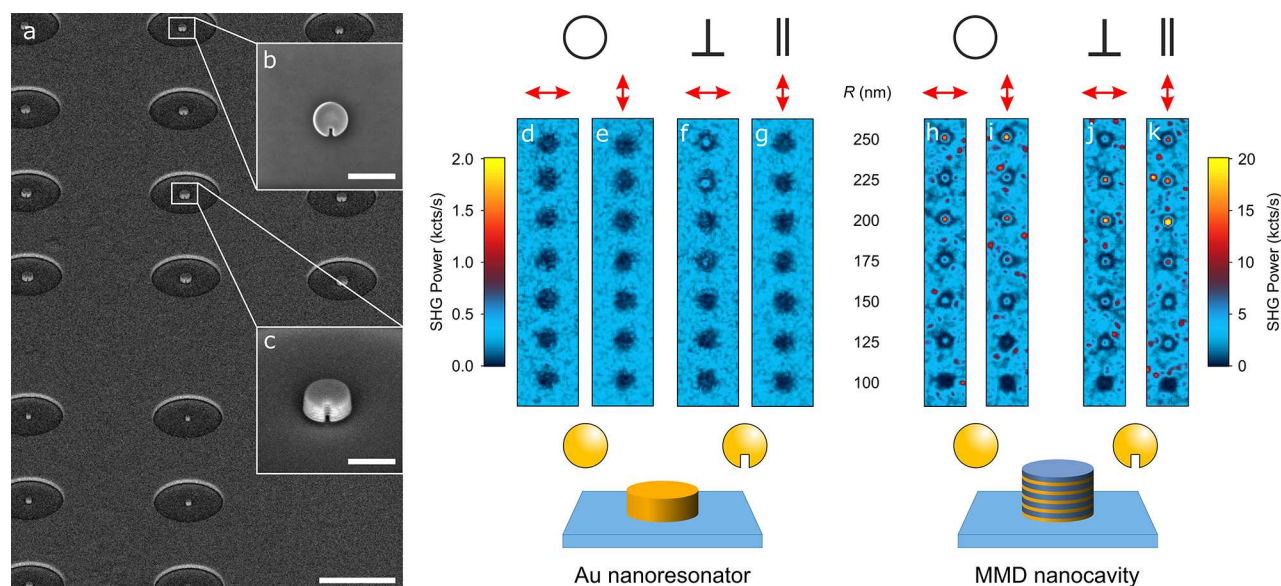 a
b
c
R (nm)
d e f g
h i j k
SHG Power (kcts/s)
2.0
1.5
1.0
0.5
0.0
250
225
200
175
150
125
100
20
15
10
5
0
SHG Power (kcts/s)
Au nanoresonator
MMD nanocavity